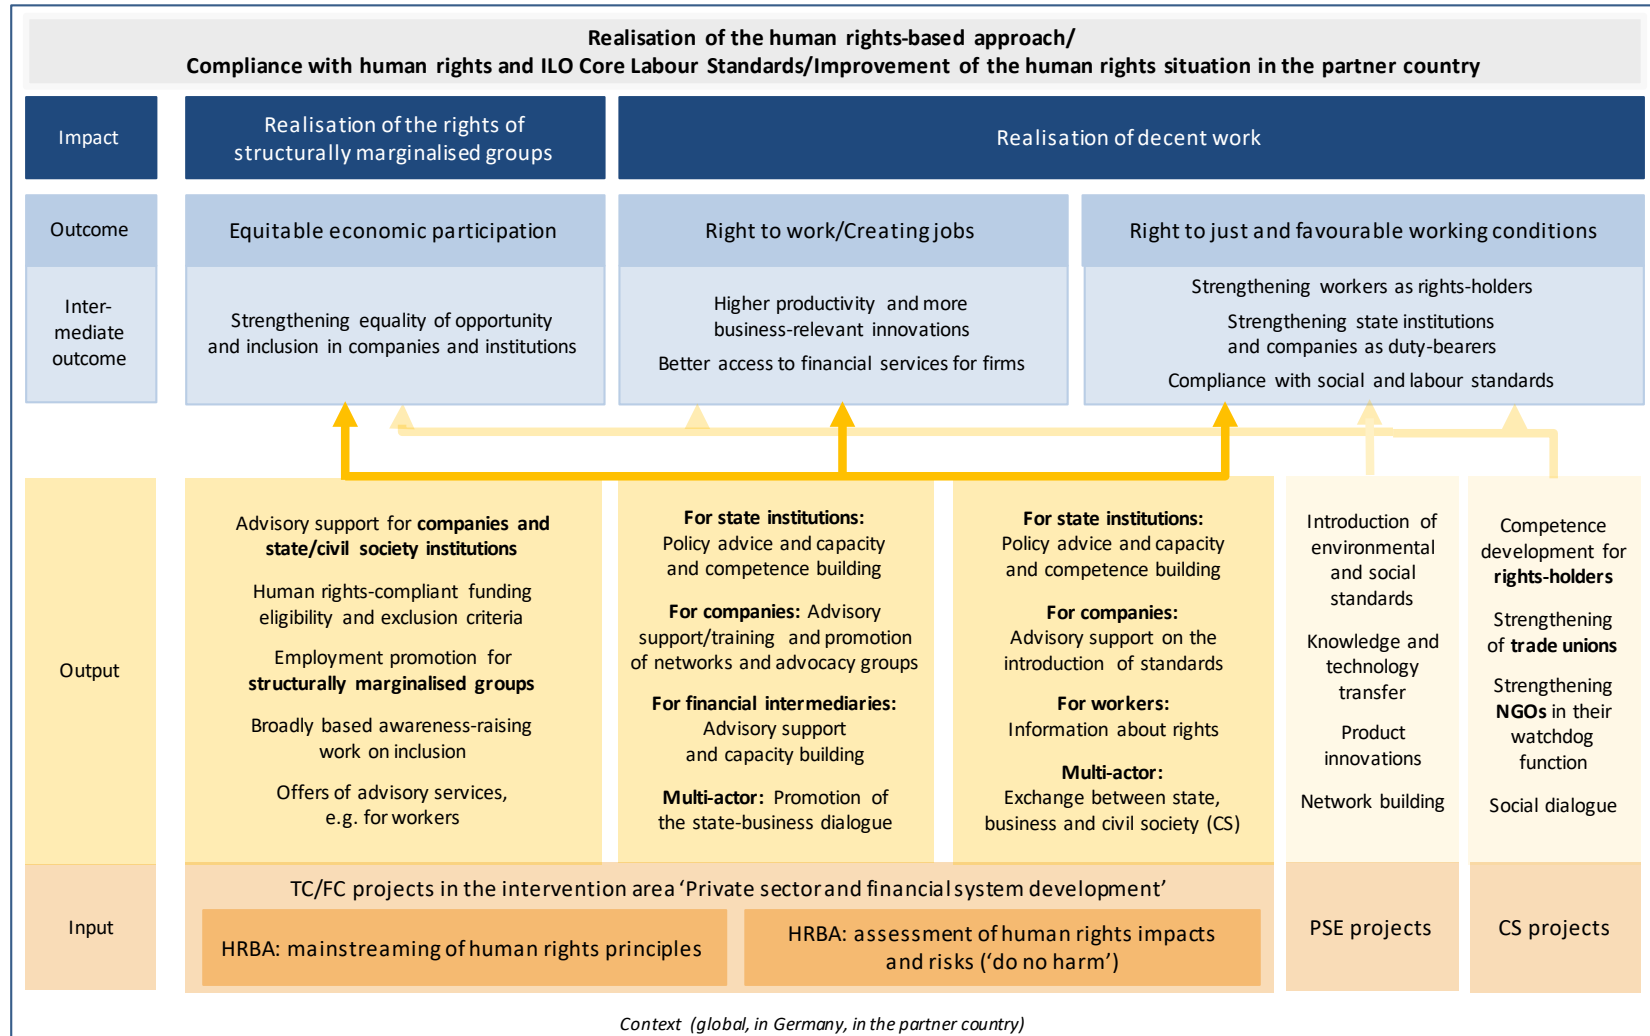 Realisation of the human rights-based approach/
Compliance with human rights and ILO Core Labour Standards/Improvement of the human rights situation in the partner country
Impact
Realisation of the rights of
structurally marginalised groups
Realisation of decent work
Outcome
Equitable economic participation
Right to work/Creating jobs
Right to just and favourable working conditions
Inter-
mediate
outcome
Strengthening equality of opportunity
and inclusion in companies and institutions
Higher productivity and more
business-relevant innovations
Better access to financial services for firms
Strengthening workers as rights-holders
Strengthening state institutions
and companies as duty-bearers
Compliance with social and labour standards
Output
Advisory support for companies and
state/civil society institutions
Human rights-compliant funding
eligibility and exclusion criteria
Employment promotion for
structurally marginalised groups
Broadly based awareness-raising
work on inclusion
Offers of advisory services,
e.g. for workers
For state institutions:
Policy advice and capacity
and competence building
For companies: Advisory
support/training and promotion
of networks and advocacy groups
For financial intermediaries:
Advisory support
and capacity building
Multi-actor: Promotion of
the state-business dialogue
For state institutions:
Policy advice and capacity
and competence building
For companies:
Advisory support on the
introduction of standards
For workers:
Information about rights
Multi-actor:
Exchange between state,
business and civil society (CS)
Introduction of
environmental
and social
standards
Knowledge and
technology
transfer
Product
innovations
Network building
Competence
development for
rights-holders
Strengthening
of trade unions
Strengthening
NGOs in their
watchdog
function
Social dialogue
Input
TC/FC projects in the intervention area ‘Private sector and financial system development’
HRBA: mainstreaming of human rights principles
HRBA: assessment of human rights impacts
and risks (‘do no harm’)
PSE projects
CS projects
Context (global, in Germany, in the partner country)